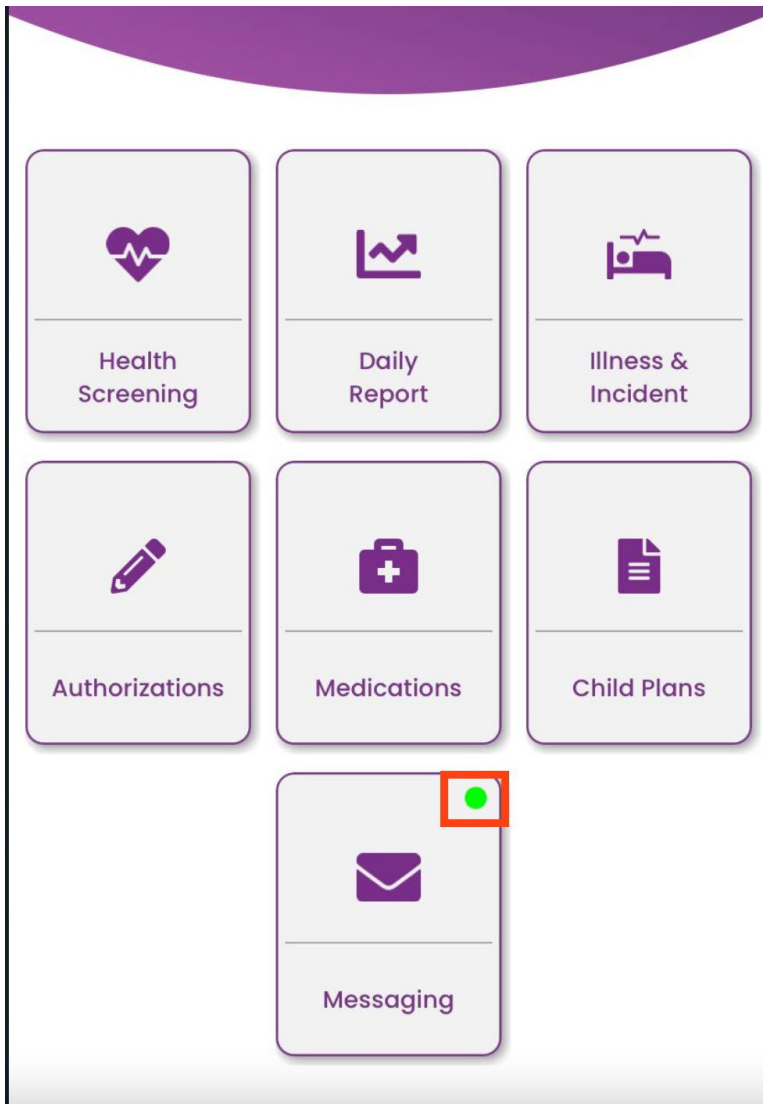 Health
Screening
Daily
Report
Illness &
Incident
Authorizations
Medications
Child Plans
Messaging